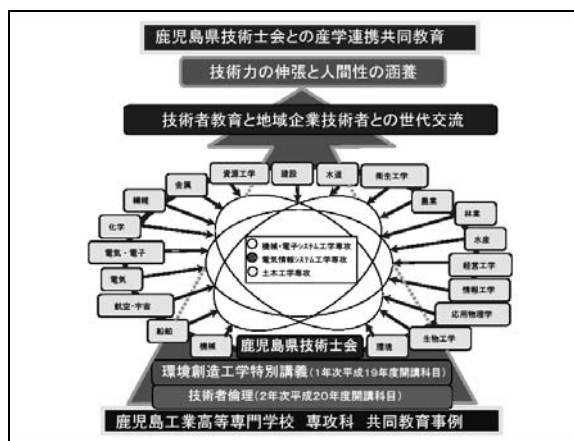 鹿児島県技術士会との産学連携共同教育
技術力の伸張と人間性の涵養
技術者教育と地域企業技術者との世代交流
資源工学
建設
水道
衛生工学
金属
農業
繊維
林業
化学
水産
電気・電子
経営工学
電気
情報工学
航空・宇宙
応用物理学
船舶
生物工学
機械
環境
機械・電子システム工学専攻
電気情報システム工学専攻
土木工学専攻
鹿児島県技術士会
環境創造工学特別講義(1年次平成19年度開講科目)
技術者倫理(2年次平成20年度開講科目)
鹿児島工業高等専門学校 専攻科 共同教育事例